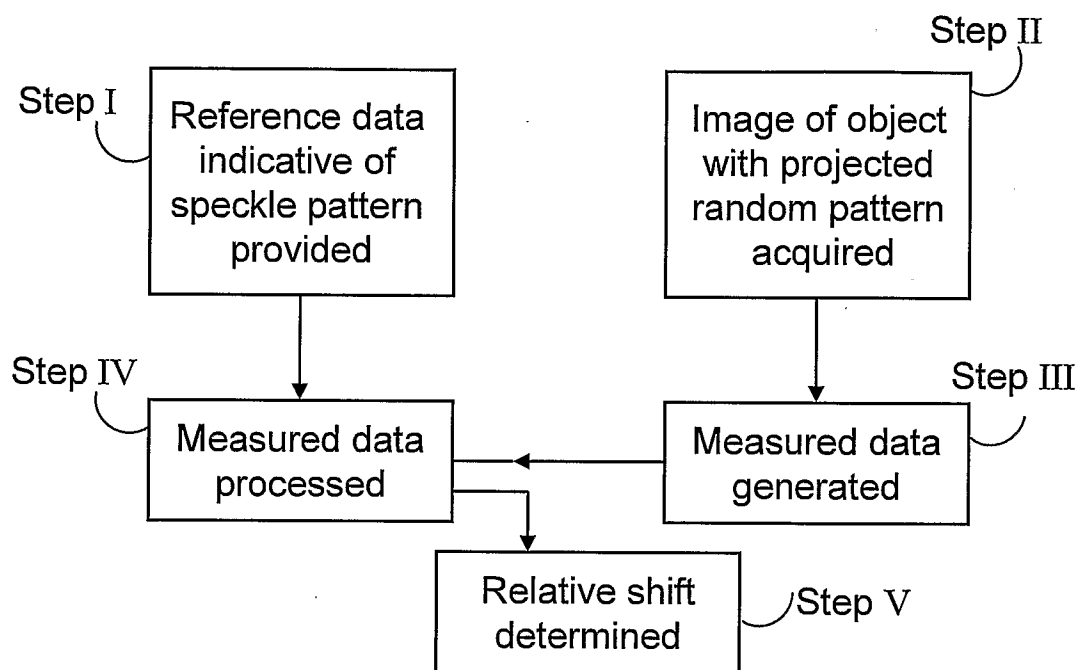 Step I
Reference data
indicative of
speckle pattern
provided
Step II
Image of object
with projected
random pattern
acquired
Step IV
Measured data
processed
Step III
Measured data
generated
Relative shift
determined
Step V